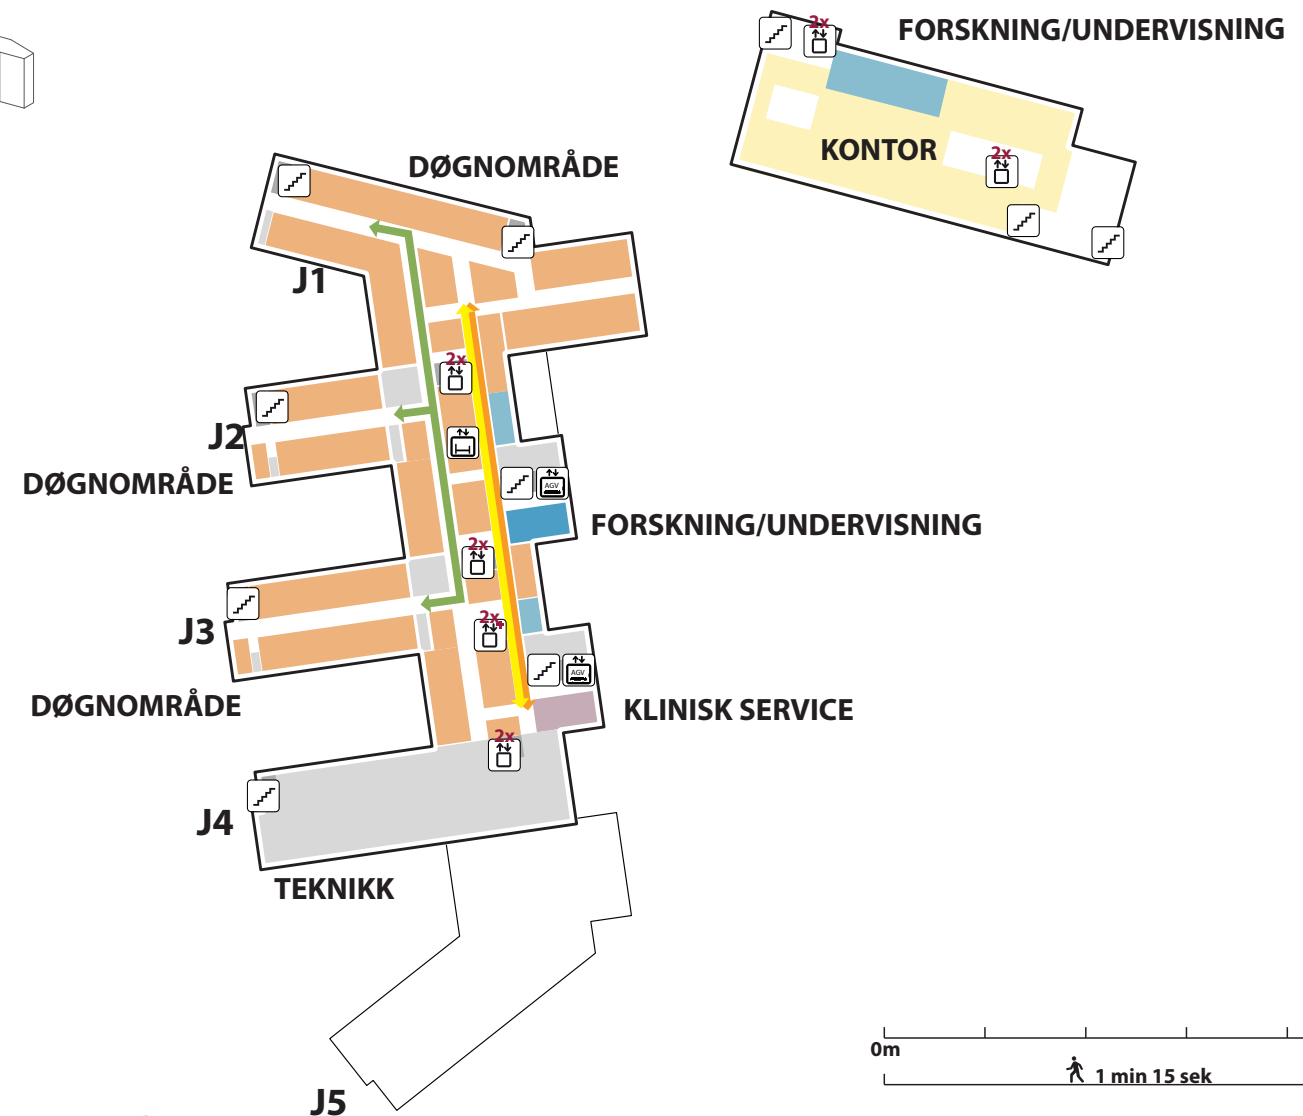 FORSKNING/UNDERVISNING
2x
KONTOR
2x
DØGNOMRÅDE
J1
2x
J2
DØGNOMRÅDE
AGV
FORSKNING/UNDERVISNING
2x
2x
J3
AGV
DØGNOMRÅDE
KLINISK SERVICE
2x
J4
TEKNIKK
0m
1 min 15 sek
J5